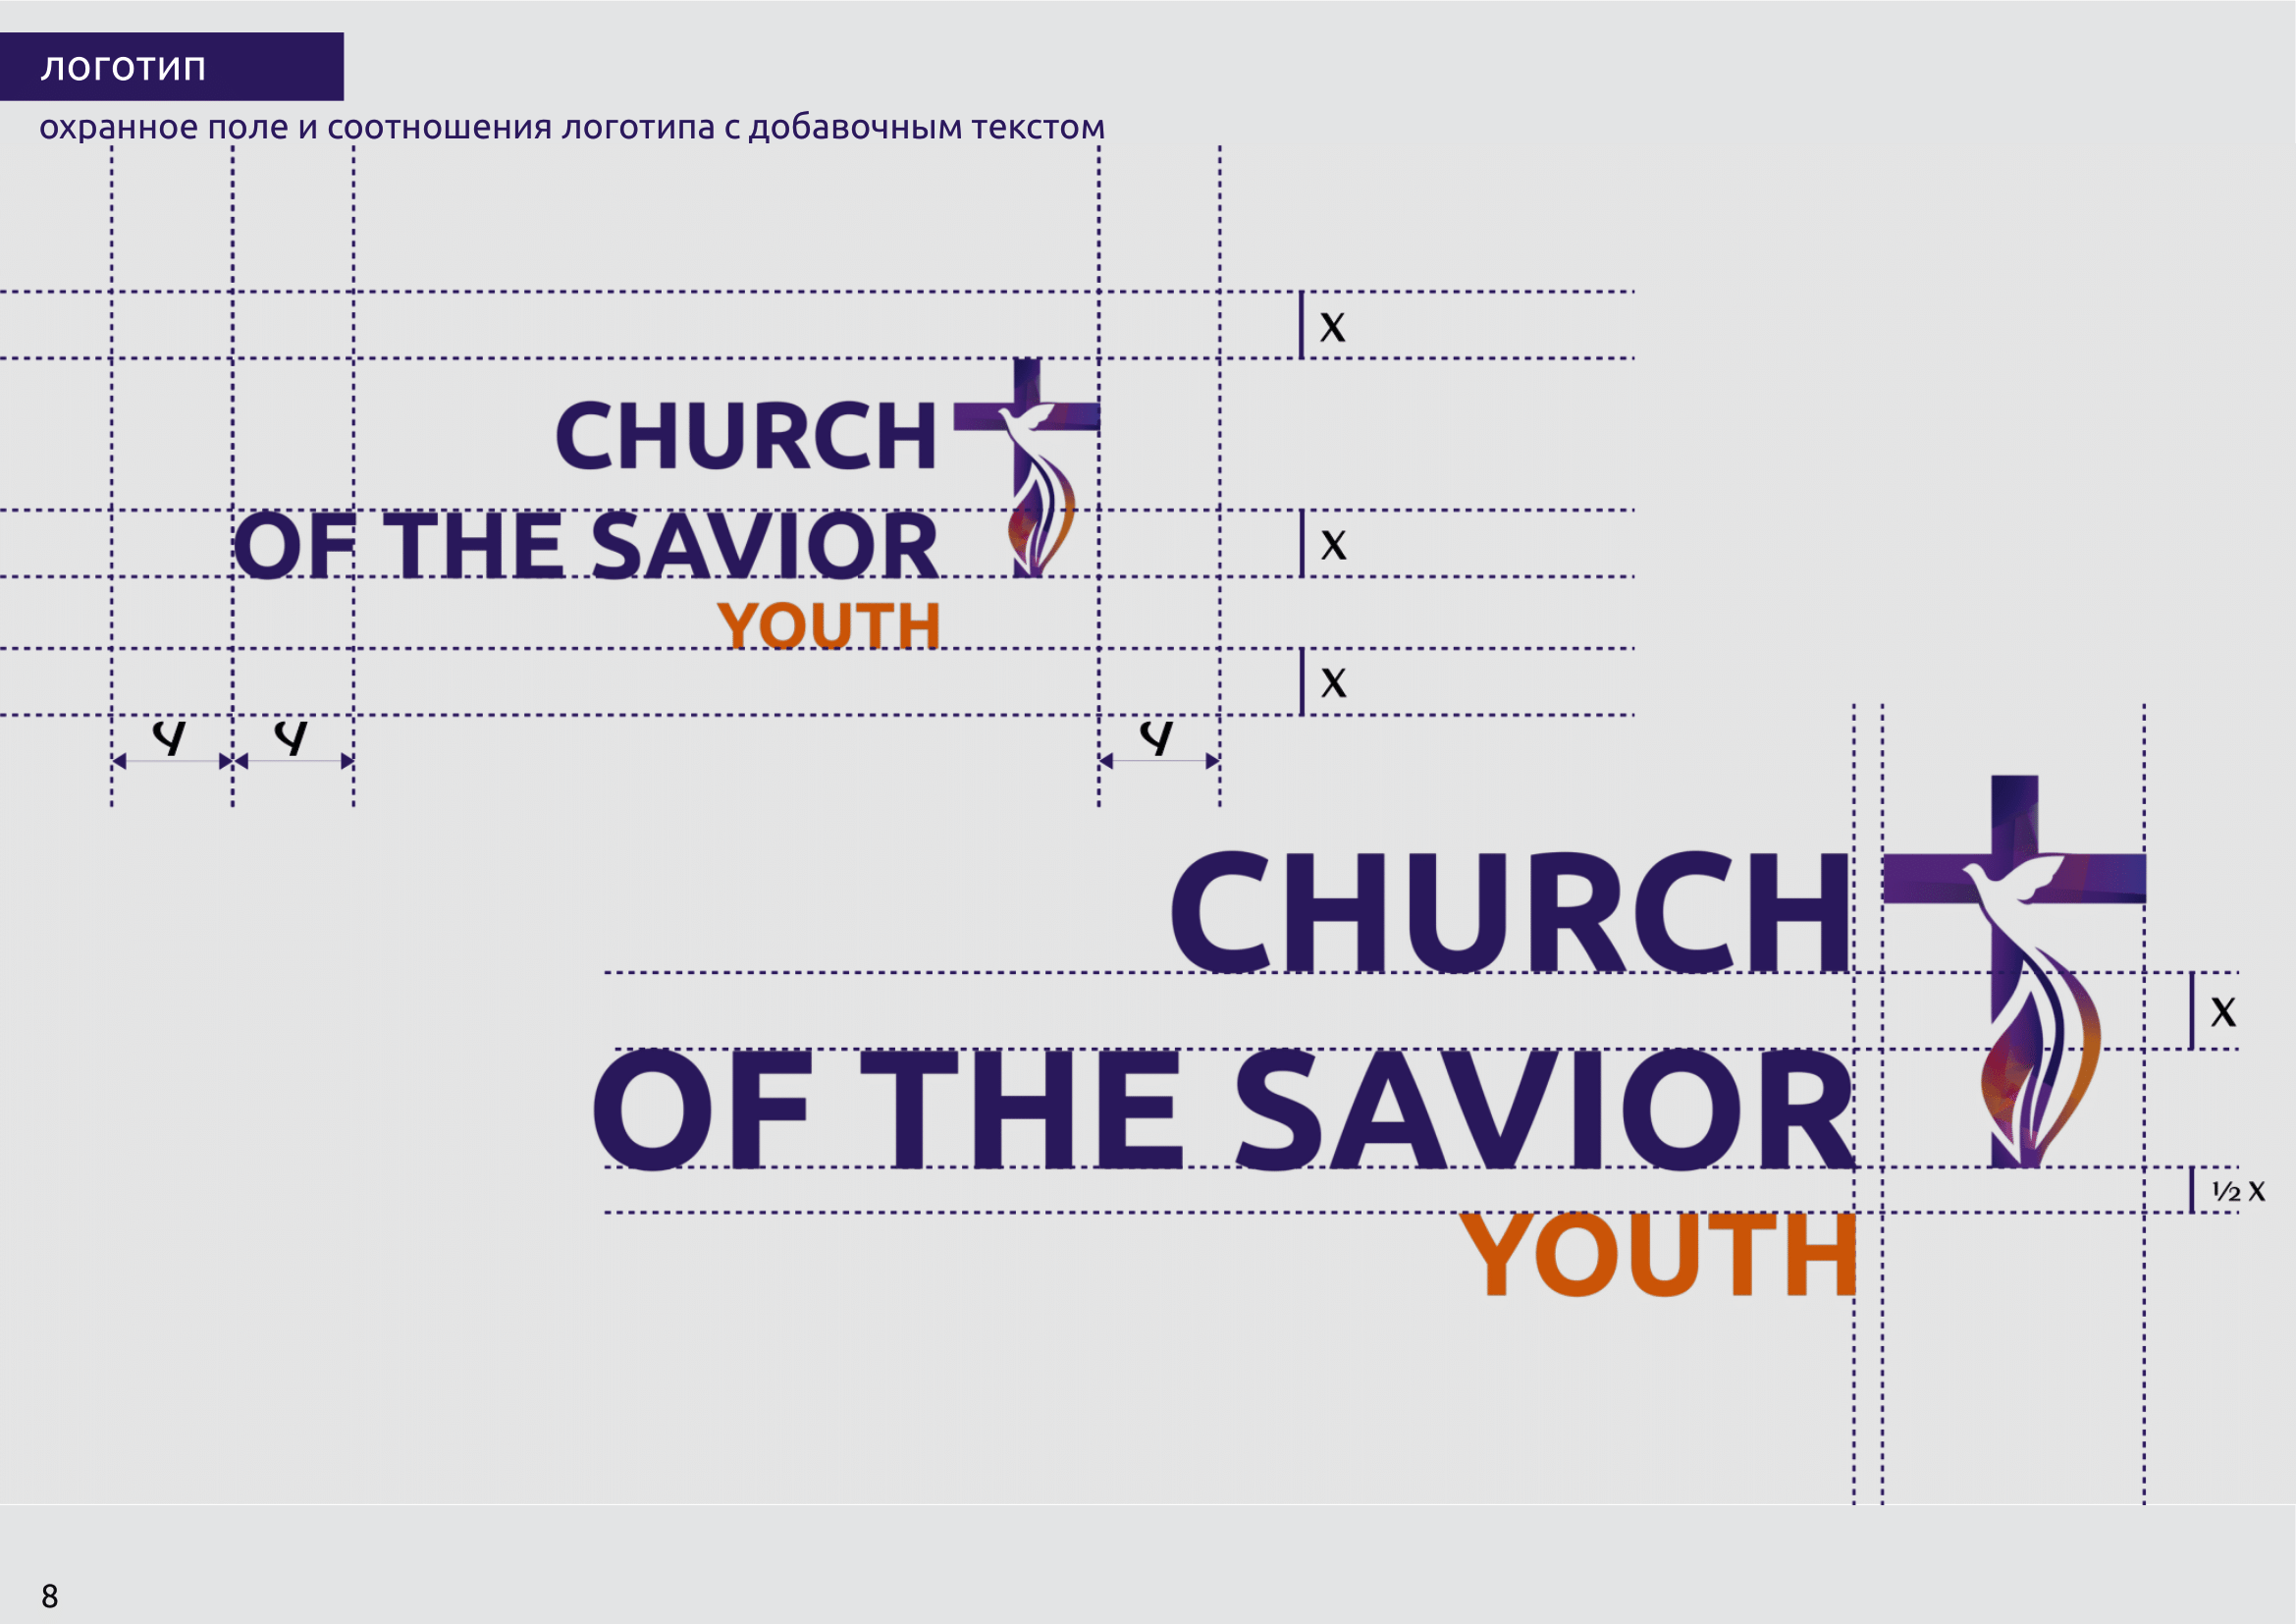 логотип
охранное поле и соотношения логотипа с добавочным текстом
X
CHURCH
OF THE SAVIOR
X
YOUTH
X
у у у
CHURCH
X
OF THE SAVIOR
½ X
YOUTH
8